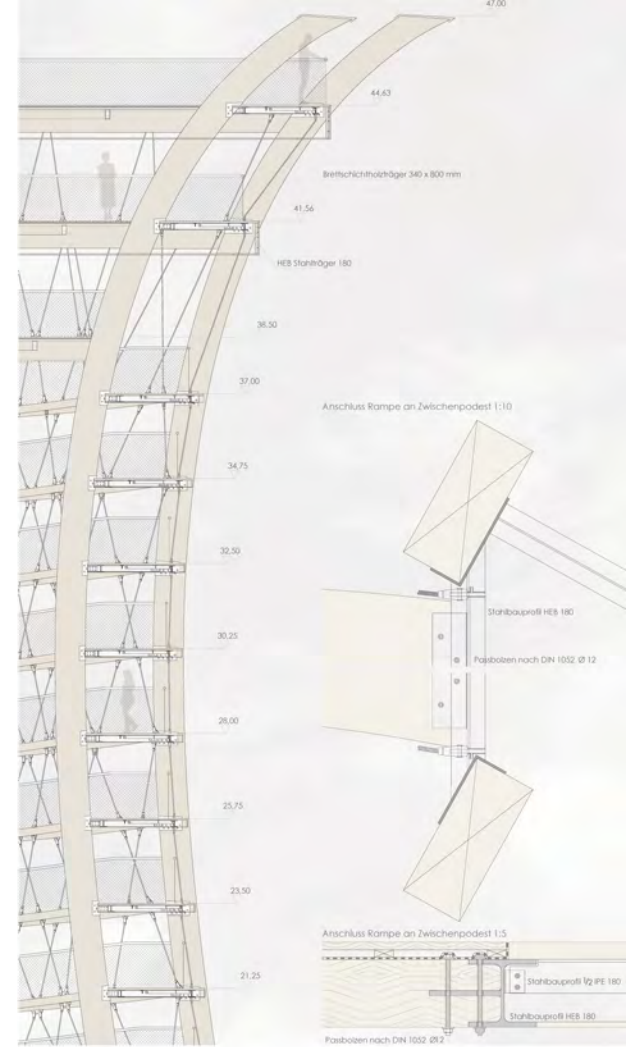 47,00
44,63
Brettschichtholzträger 340 x 800 mm
41,56
HEB Stahlträger 180
38,50
37,00
Anschluss Rampe an Zwischenpodest 1:10
34,75
32,50
Stahlbauprofil HEB 180
30,25
Passbolzen nach DIN 1052 Ø 12
28,00
25,75
23,50
Anschluss Rampe an Zwischenpodest 1:5
21,25
Stahlbauprofil 1/2 IPE 180
Stahlbauprofil HEB 180
Passbolzen nach DIN 1052 Ø12